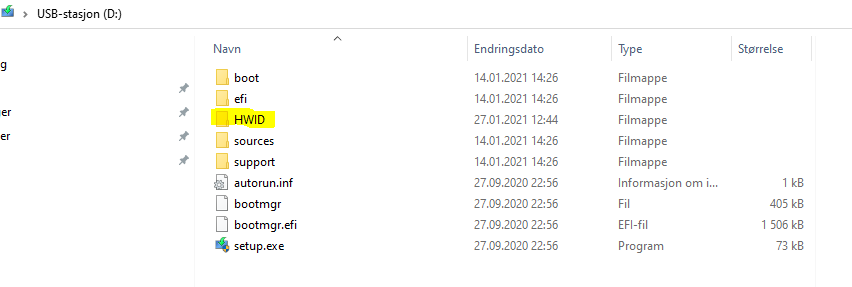 USB-stasjon (D:)
Navn Endringsdato Type Størrelse
g
boot 14.01.2021 14:26 Filmappe
efi 14.01.2021 14:26 Filmappe
ger HWID 27.01.2021 12:44 Filmappe
er sources 14.01.2021 14:26 Filmappe
support 14.01.2021 14:26 Filmappe
autorun.inf 27.09.2020 22:56 Informasjon om i... 1 kB
bootmgr 27.09.2020 22:56 Fil 405 kB
bootmgr.efi 27.09.2020 22:56 EFI-fil 1 506 kB
setup.exe 27.09.2020 22:56 Program 73 kB